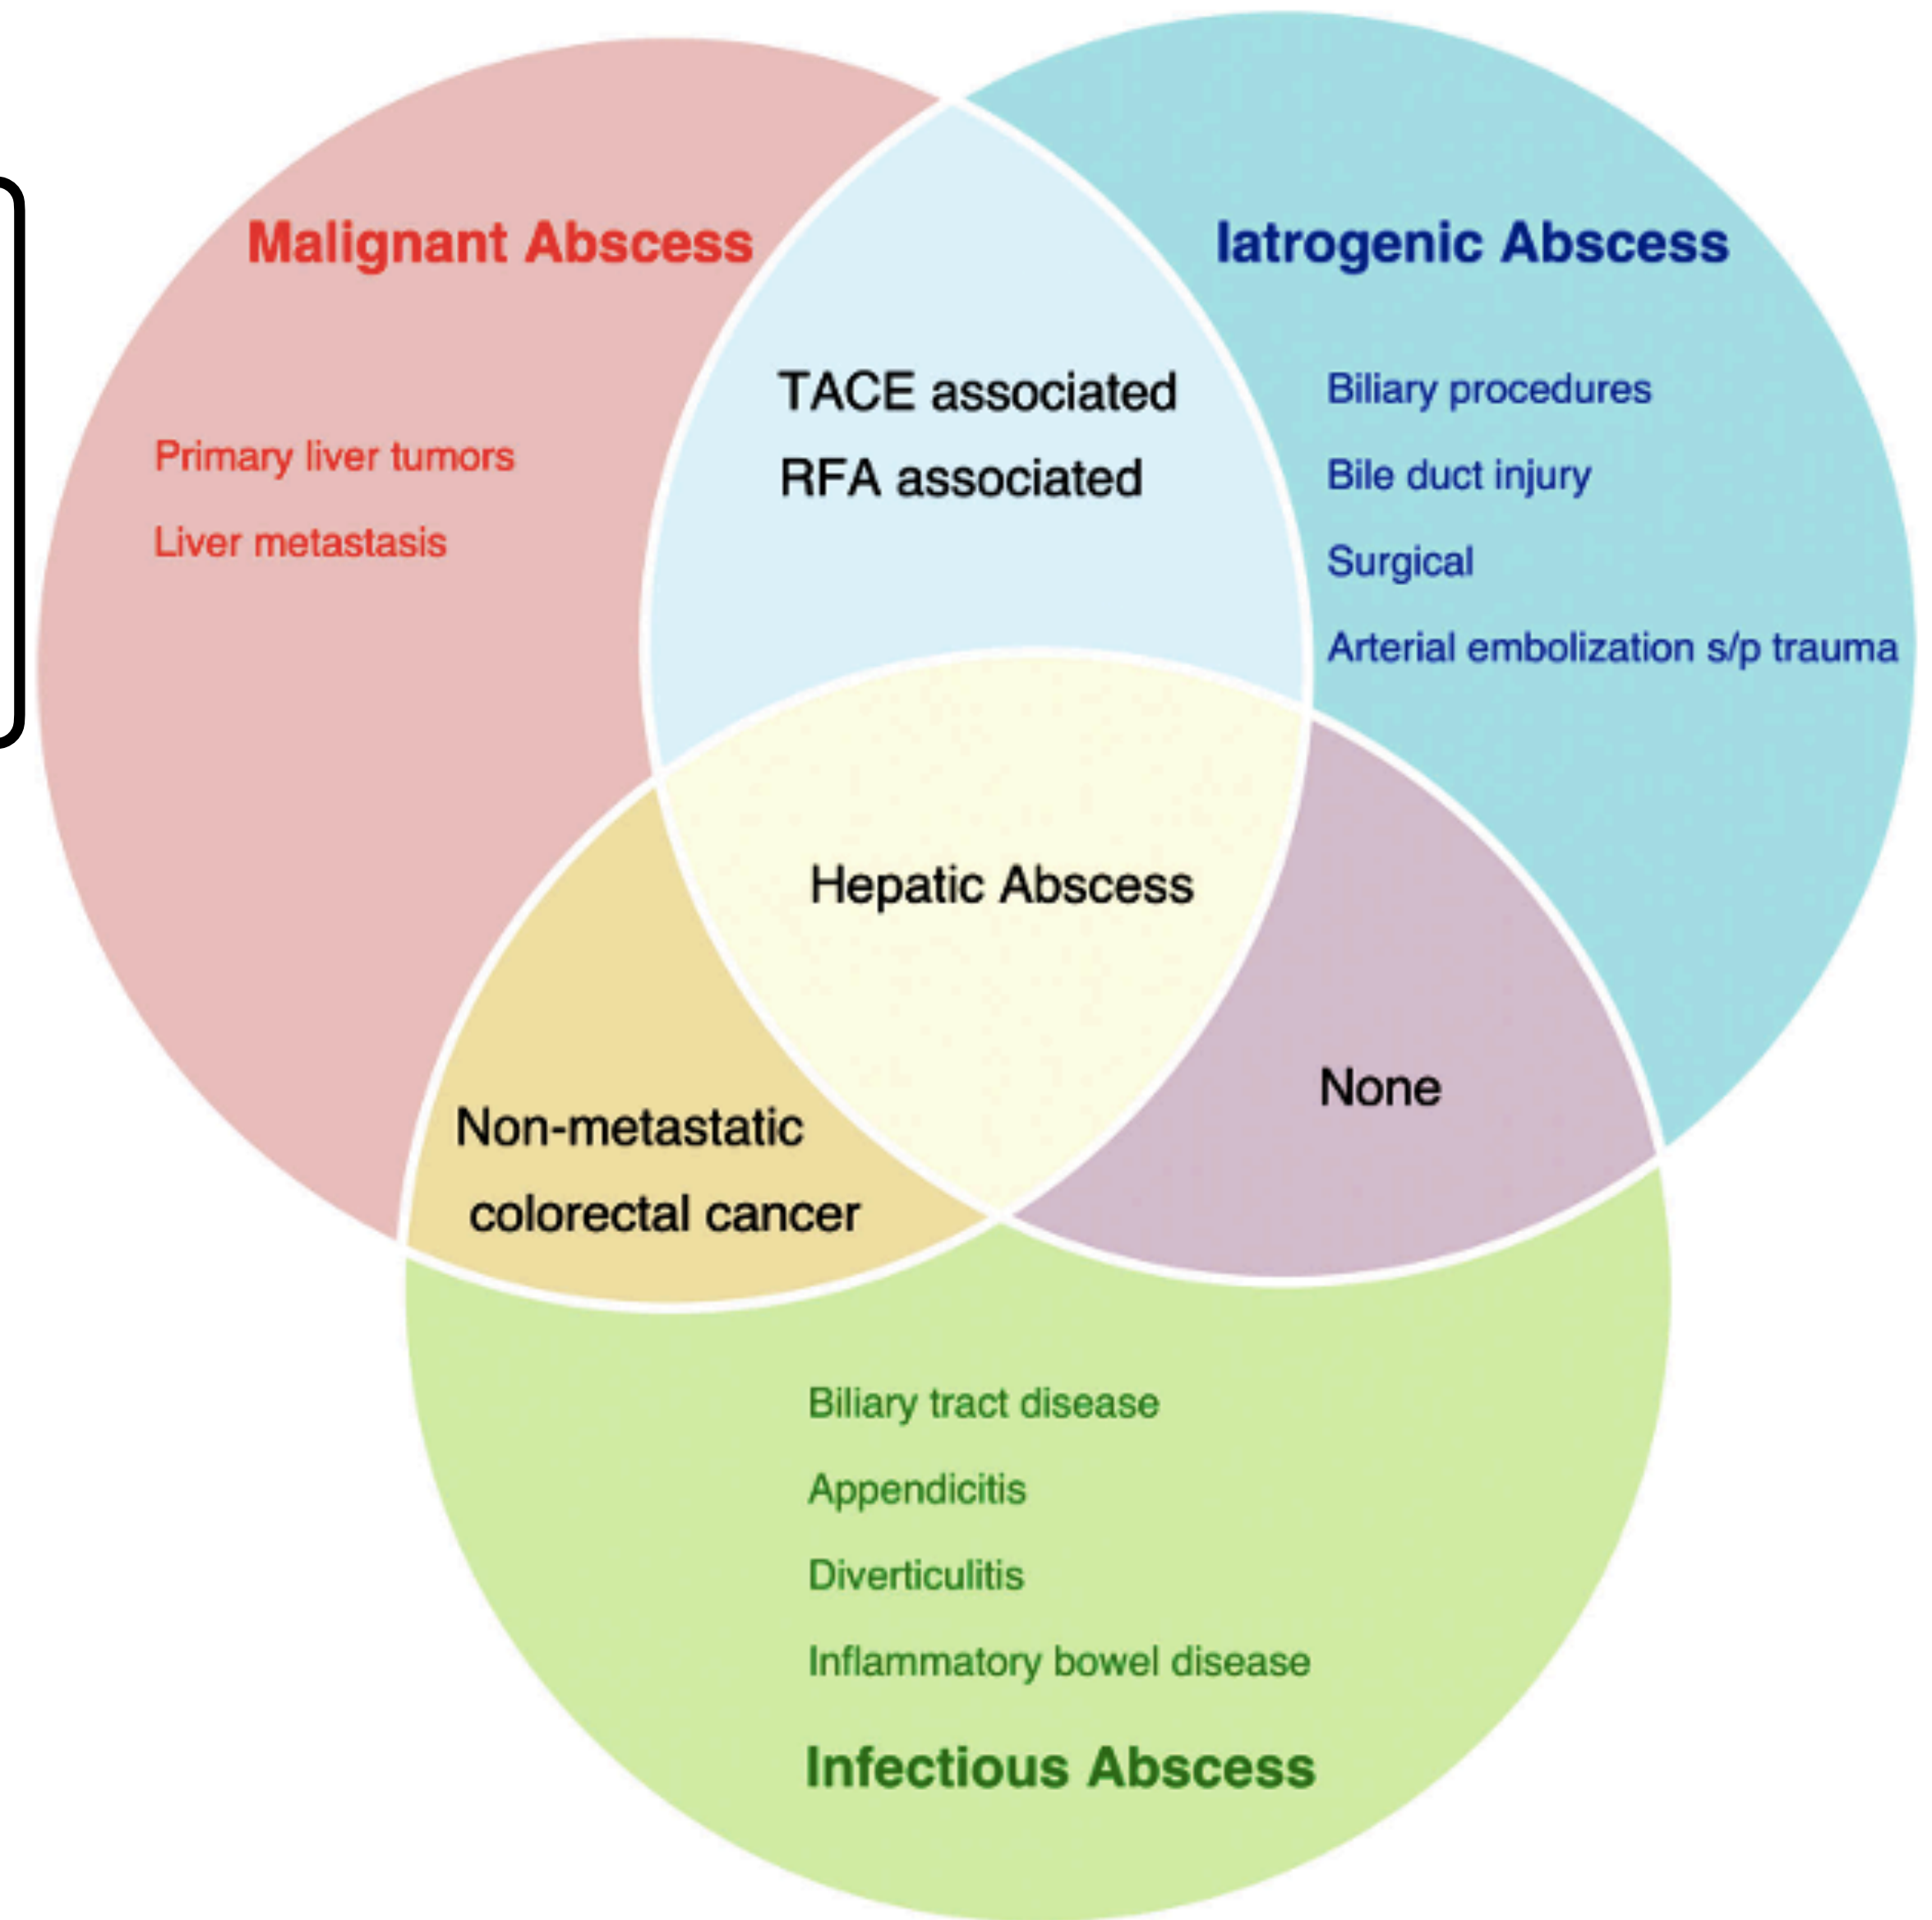 Malignant Abscess
Primary liver tumors
Liver metastasis
TACE associated
RFA associated
Iatrogenic Abscess
Biliary procedures
Bile duct injury
Surgical
Arterial embolization s/p trauma
Hepatic Abscess
Non-metastatic
colorectal cancer
None
Biliary tract disease
Appendicitis
Diverticulitis
Inflammatory bowel disease
Infectious Abscess